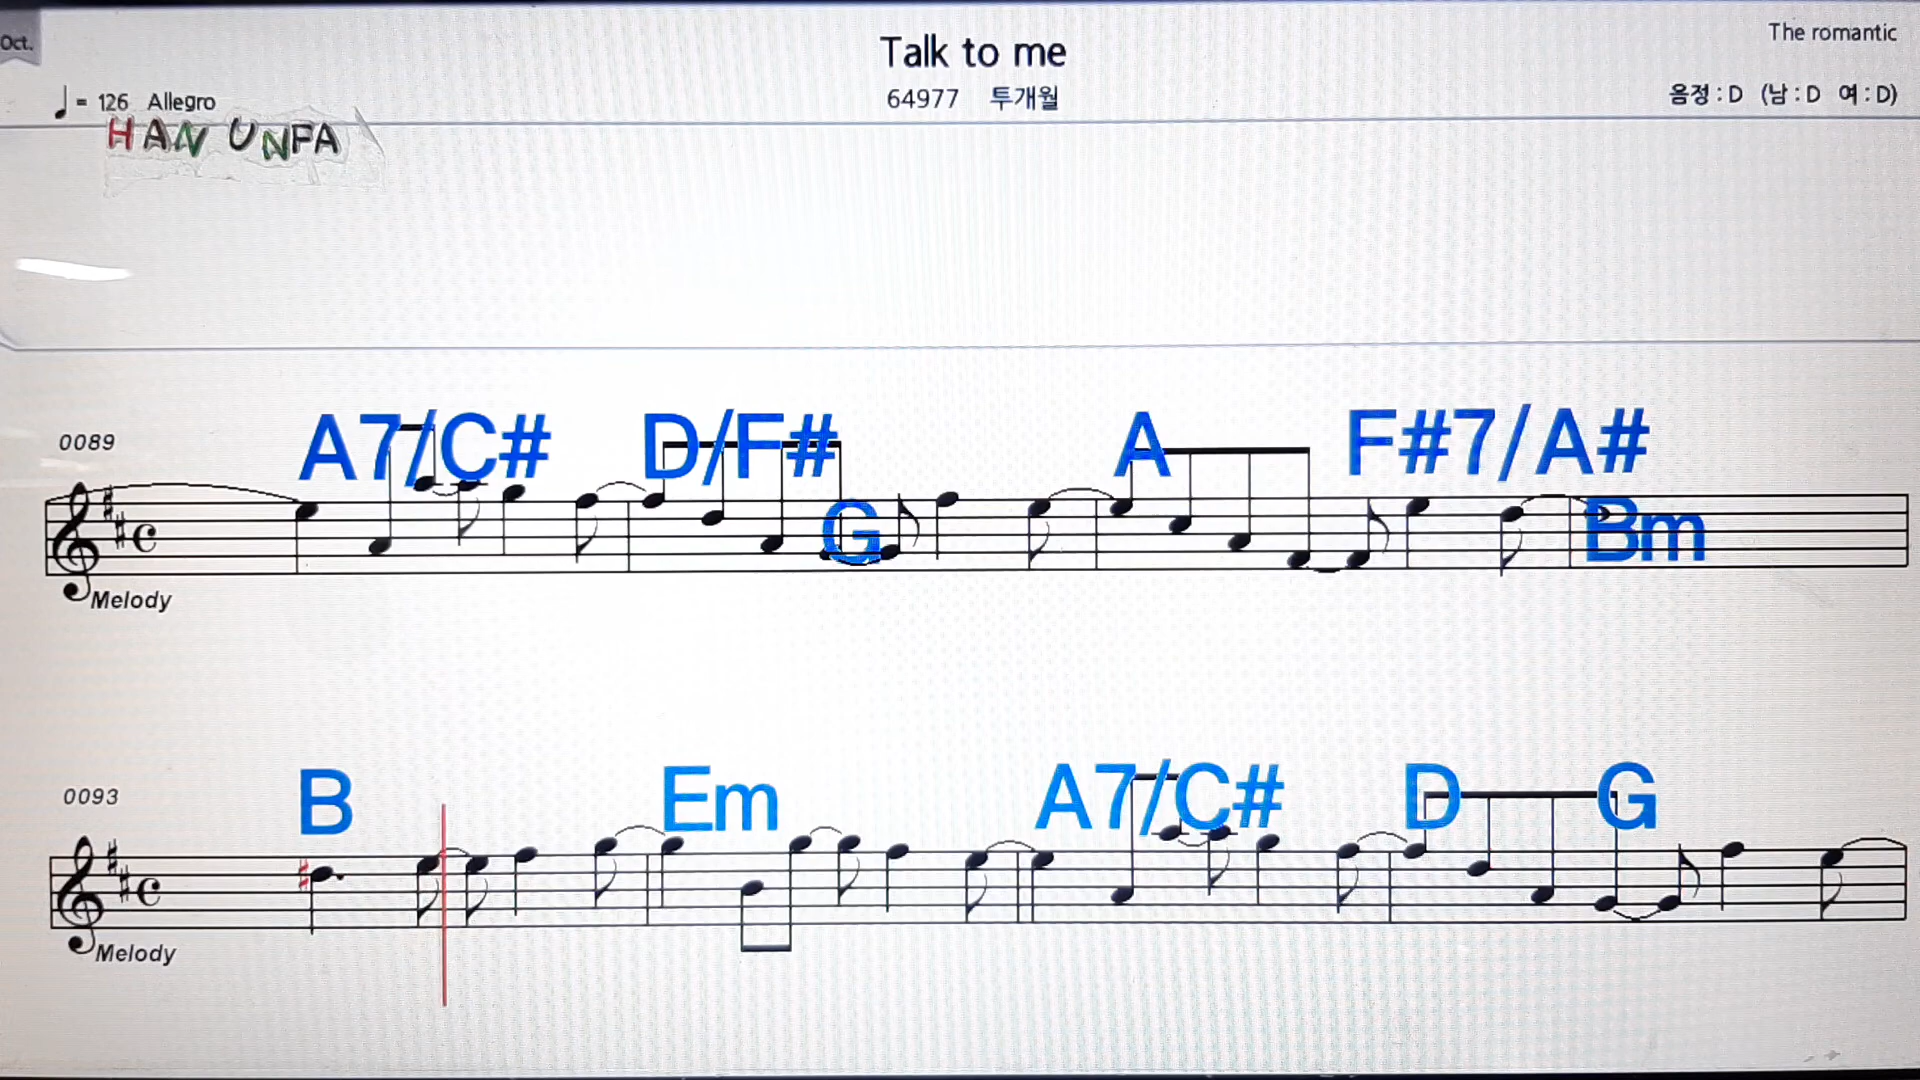 Oct.
Talk to me
The romantic
♩= 126 Allegro
64977 투개월
음정 : D (남 : D 여 : D)
HAN UNFA
A7/C# D/F# G A F#7/A# Bm
0089
Melody
B Em A7/C# D G
0093
Melody